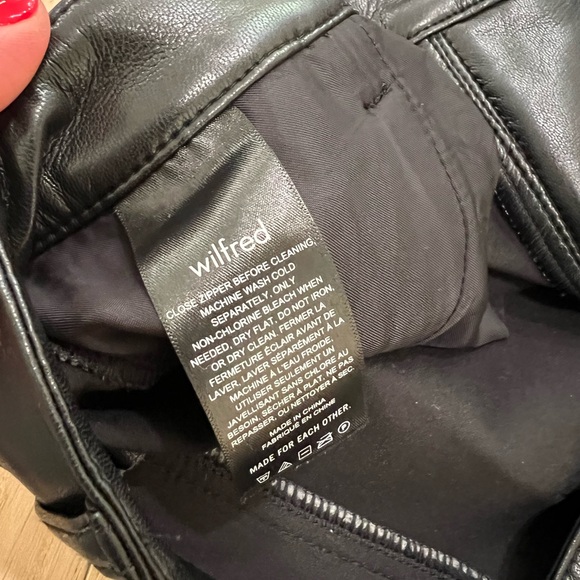 wilfred
CLOSE ZIPPER BEFORE CLEANING,
MACHINE WASH COLD
SEPARATELY, ONLY
NON-CHLORINE BLEACH WHEN
NEEDED, DRY FLAT, DO NOT IRON,
OR DRY CLEAN. FERMER LA
FERMETURE ECLAIR AVANT DE
LAVER, LAVER SÉPARÉMENT À LA
MACHINE À L'EAU FROIDE.
UTILISER SEULEMENT UN
JAVELLISANT SANS CHLORE AU
BESOIN, SÉCHER À PLAT, NE PAS
REPASSER, OU NETTOYER À SEC.
MADE IN CHINA
FABRIQUÉ EN CHINE
MADE FOR EACH OTHER.